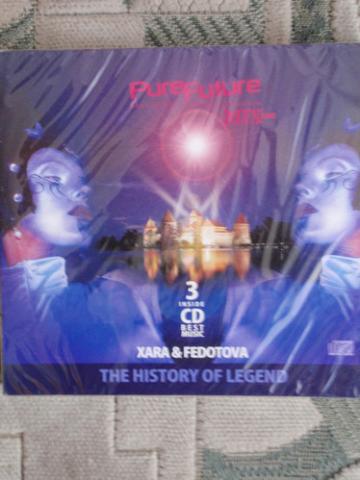 PureFuture
3
INSIDE
CD
BEST
MUSIC
XARA & FEDOTOVA
THE HISTORY OF LEGEND